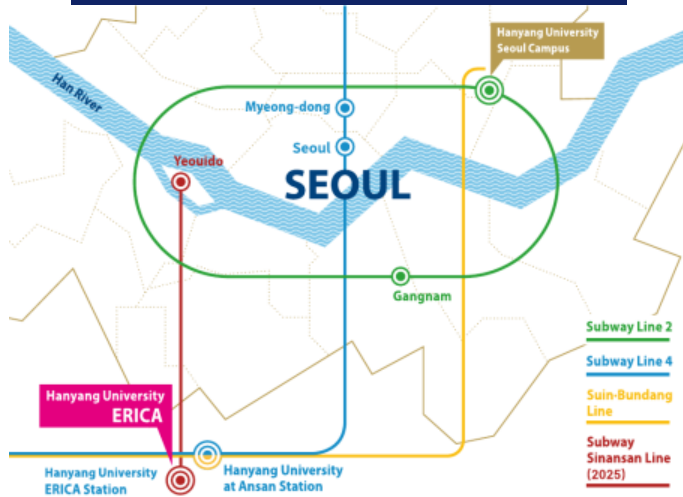 Hanyang University
Seoul Campus
Han River
Myeong-dong
Seoul
Yeouido
SEOUL
Gangnam
Subway Line 2
Subway Line 4
Suin-Bundang
Line
Subway
Sinansan Line
(2025)
Hanyang University
ERICA
Hanyang University
ERICA Station
Hanyang University
at Ansan Station